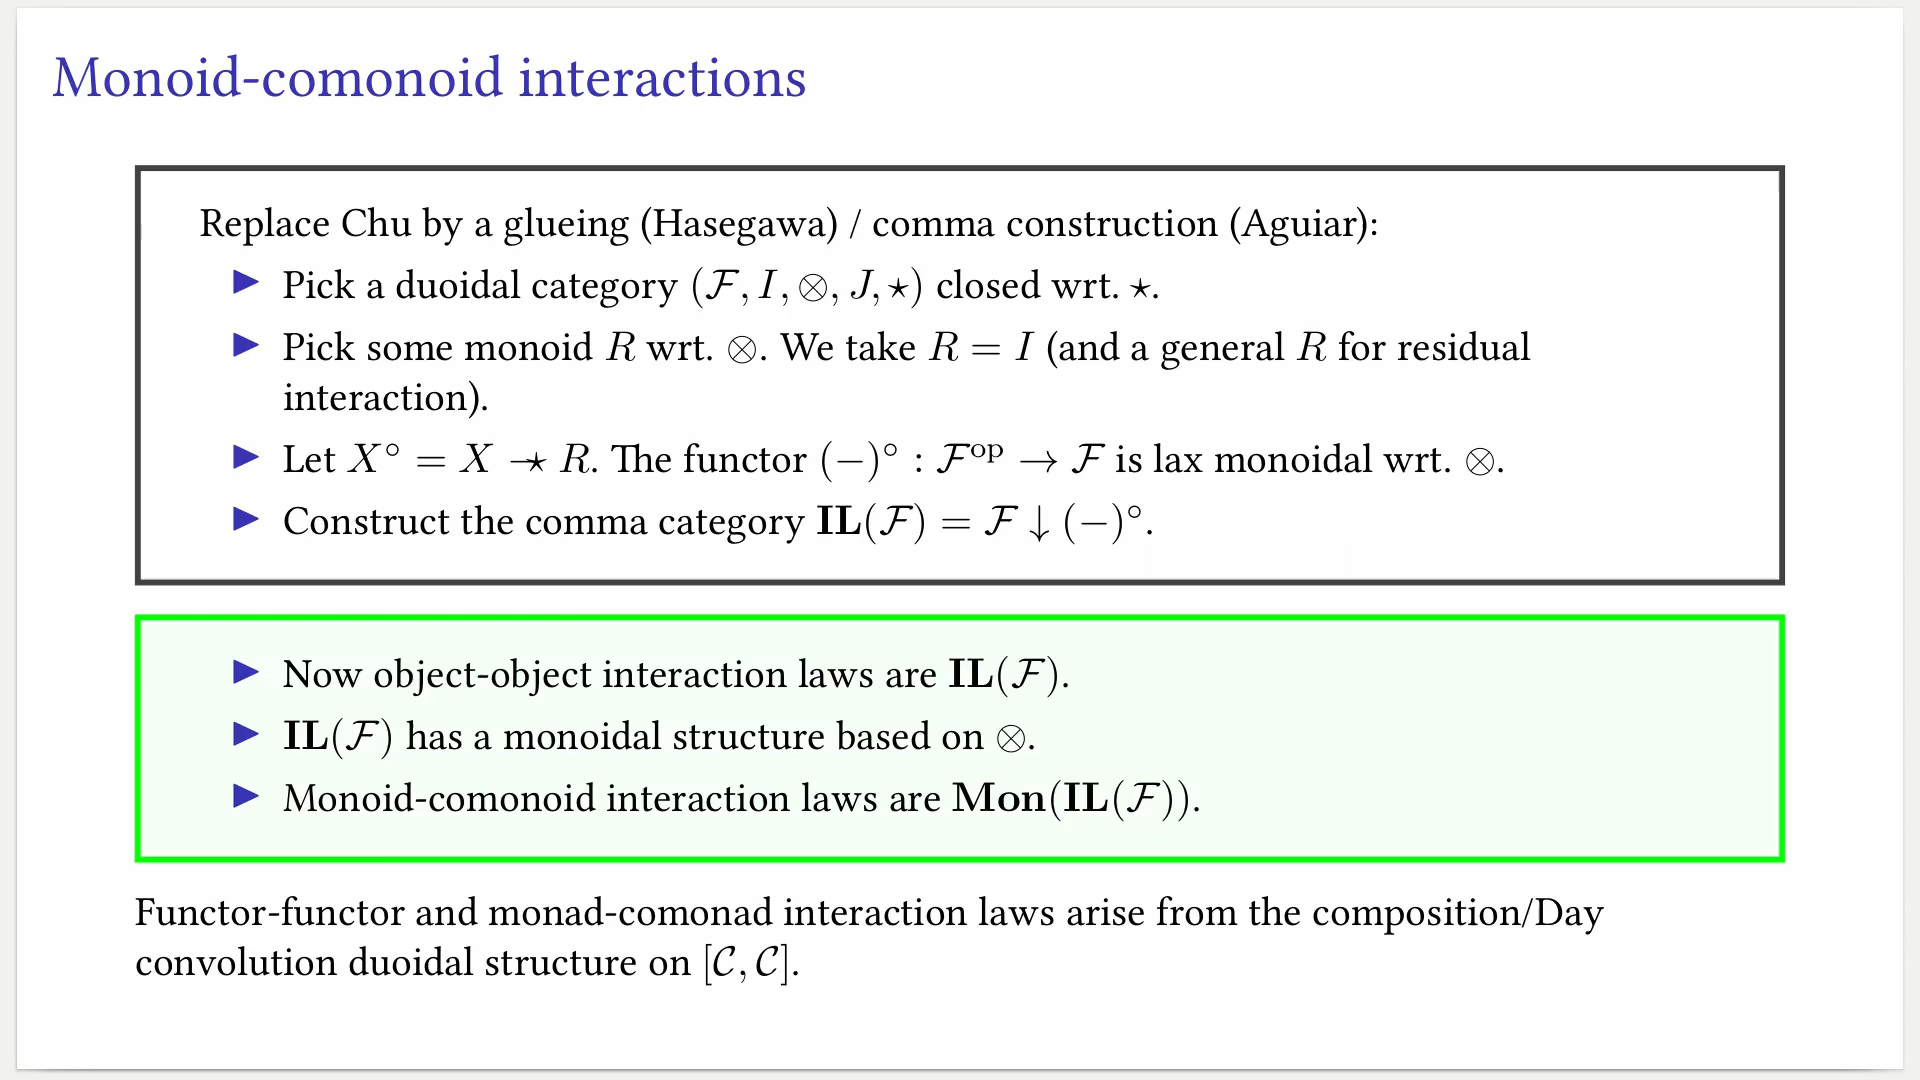 Monoid-comonoid interactions
Replace Chu by a glueing (Hasegawa) / comma construction (Aguiar):
▶ Pick a duoidal category (ℱ, I, ⊗, J, ⋆) closed wrt. ⋆.
▶ Pick some monoid R wrt. ⊗. We take R = I (and a general R for residual
interaction).
▶ Let X° = X −⋆ R. The functor (−)° : ℱ^op → ℱ is lax monoidal wrt. ⊗.
▶ Construct the comma category IL(ℱ) = ℱ ↓ (−)°.
▶ Now object-object interaction laws are IL(ℱ).
▶ IL(ℱ) has a monoidal structure based on ⊗.
▶ Monoid-comonoid interaction laws are Mon(IL(ℱ)).
Functor-functor and monad-comonad interaction laws arise from the composition/Day
convolution duoidal structure on [𝒞, 𝒞].